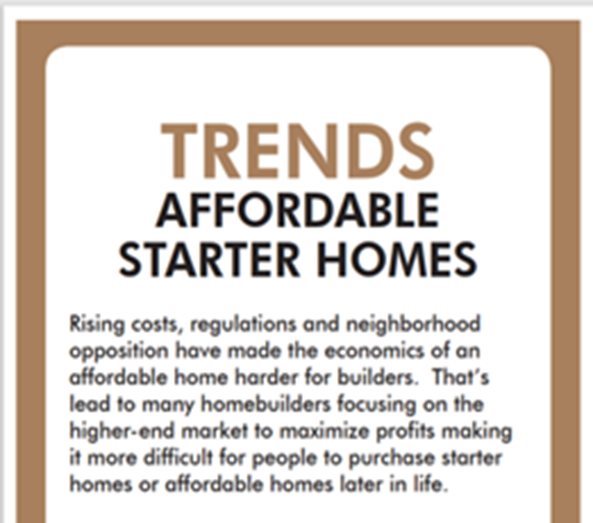 TRENDS
AFFORDABLE
STARTER HOMES
Rising costs, regulations and neighborhood
opposition have made the economics of an
affordable home harder for builders.  That's
lead to many homebuilders focusing on the
higher-end market to maximize profits making
it more difficult for people to purchase starter
homes or affordable homes later in life.